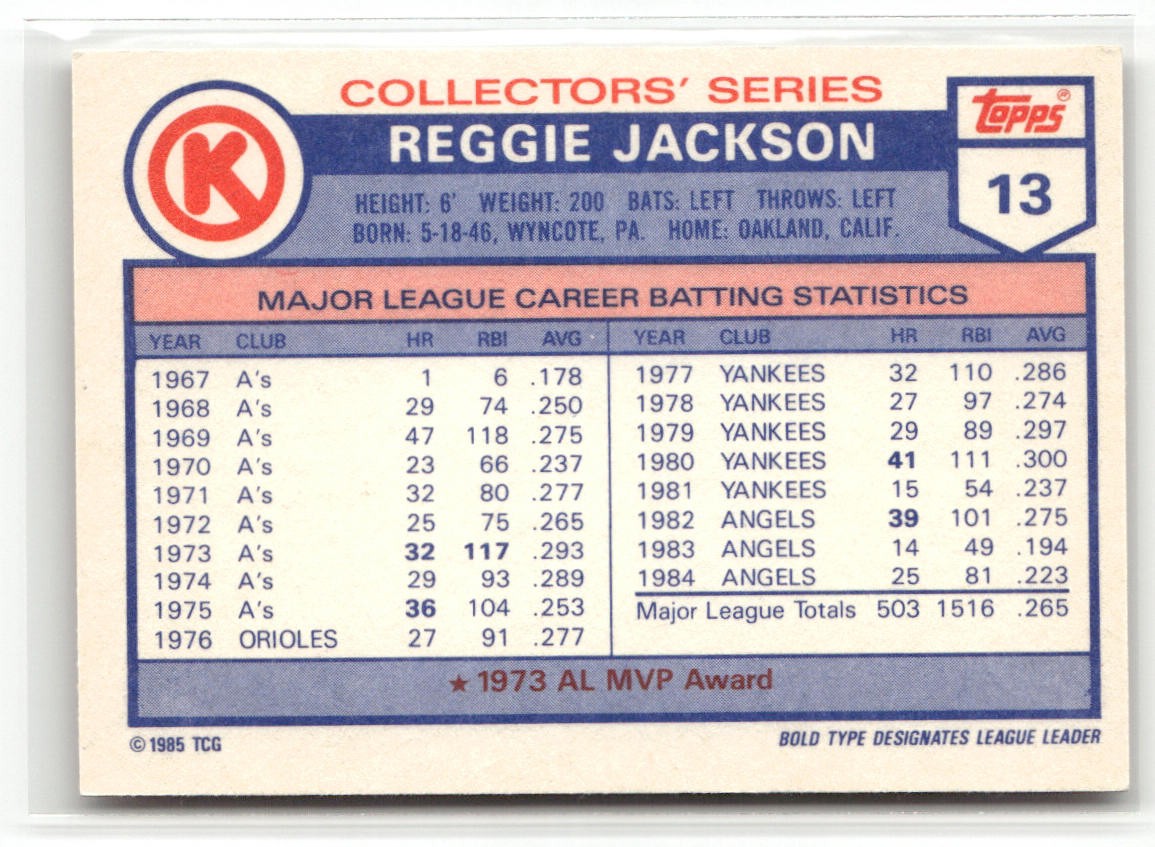 COLLECTORS' SERIES
K
REGGIE JACKSON
Topps®
13
HEIGHT: 6' WEIGHT: 200 BATS: LEFT THROWS: LEFT
BORN: 5-18-46, WYNCOTE, PA. HOME: OAKLAND, CALIF.
MAJOR LEAGUE CAREER BATTING STATISTICS
YEAR CLUB HR RBI AVG
1967 A's 1 6 .178
1968 A's 29 74 .250
1969 A's 47 118 .275
1970 A's 23 66 .237
1971 A's 32 80 .277
1972 A's 25 75 .265
1973 A's 32 117 .293
1974 A's 29 93 .289
1975 A's 36 104 .253
1976 ORIOLES 27 91 .277
YEAR CLUB HR RBI AVG
1977 YANKEES 32 110 .286
1978 YANKEES 27 97 .274
1979 YANKEES 29 89 .297
1980 YANKEES 41 111 .300
1981 YANKEES 15 54 .237
1982 ANGELS 39 101 .275
1983 ANGELS 14 49 .194
1984 ANGELS 25 81 .223
Major League Totals 503 1516 .265
★ 1973 AL MVP Award
© 1985 TCG
BOLD TYPE DESIGNATES LEAGUE LEADER